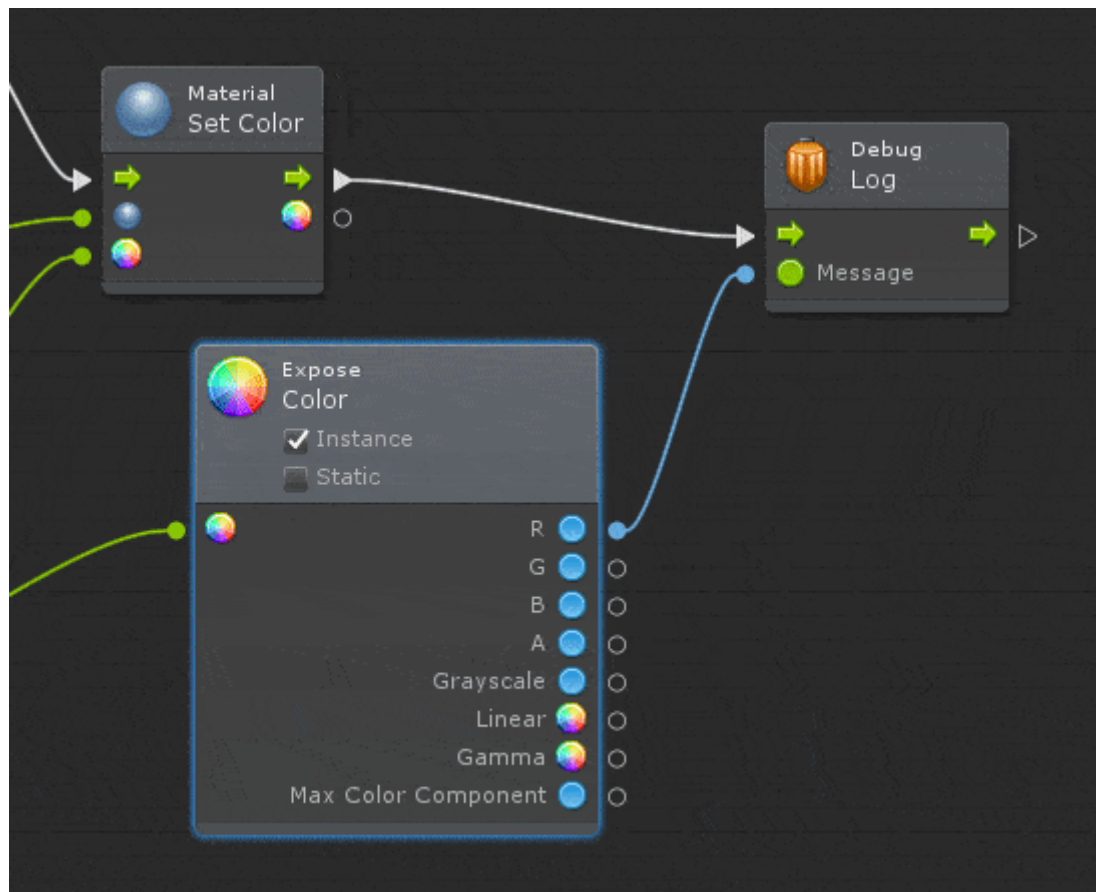 Material
Set Color
Debug
Log
Message
Expose
Color
Instance
Static
R
G
B
A
Grayscale
Linear
Gamma
Max Color Component